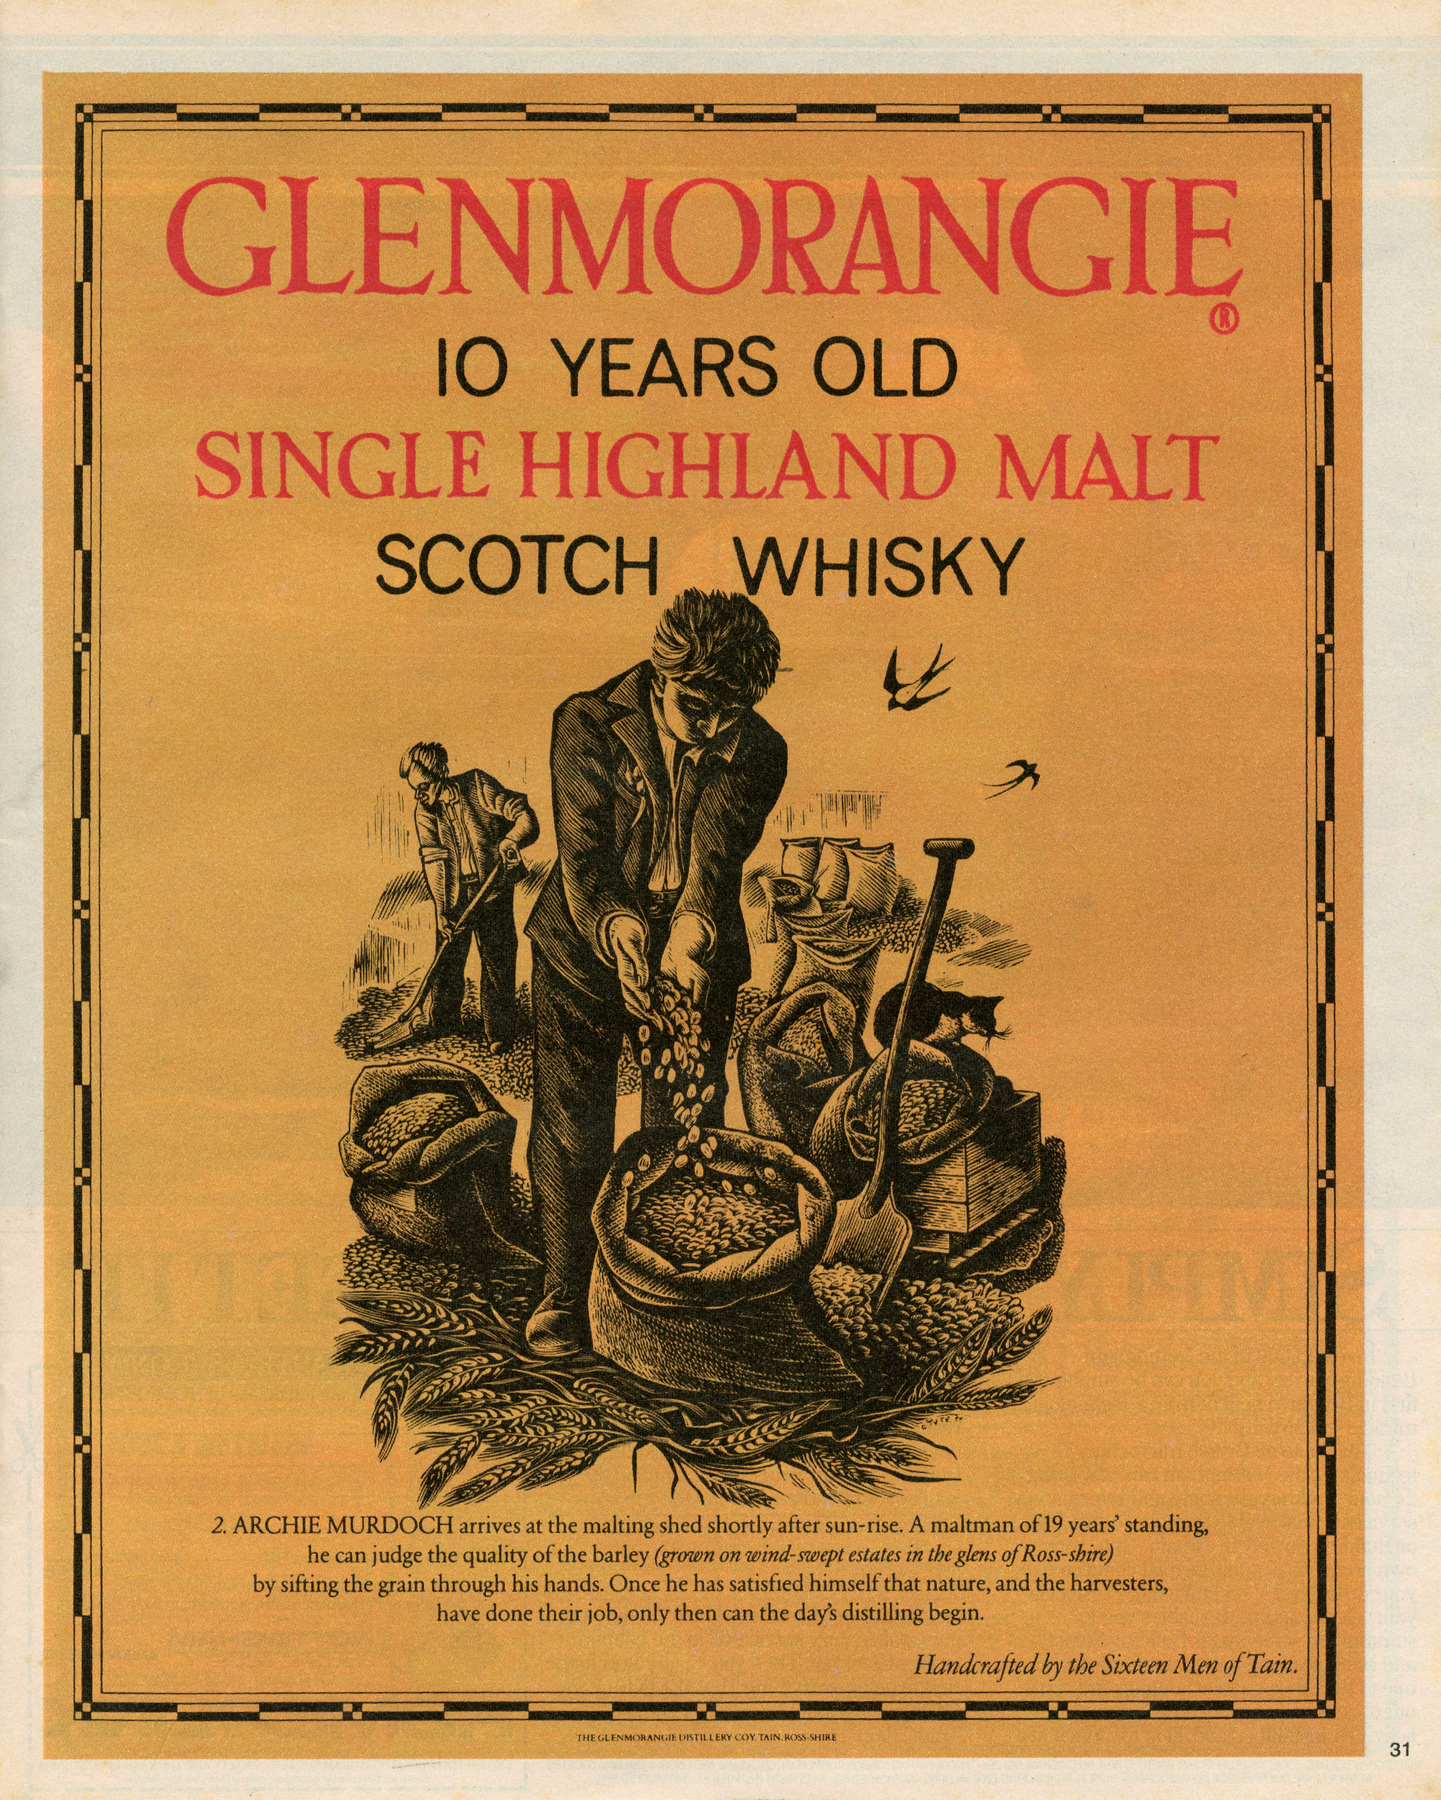 GLENMORANGIE
®
10 YEARS OLD
SINGLE HIGHLAND MALT
SCOTCH WHISKY
2. ARCHIE MURDOCH arrives at the malting shed shortly after sun-rise. A maltman of 19 years' standing,
he can judge the quality of the barley (grown on wind-swept estates in the glens of Ross-shire)
by sifting the grain through his hands. Once he has satisfied himself that nature, and the harvesters,
have done their job, only then can the day's distilling begin.
Handcrafted by the Sixteen Men of Tain.
THE GLENMORANGIE DISTILLERY COY. TAIN. ROSS-SHIRE
31